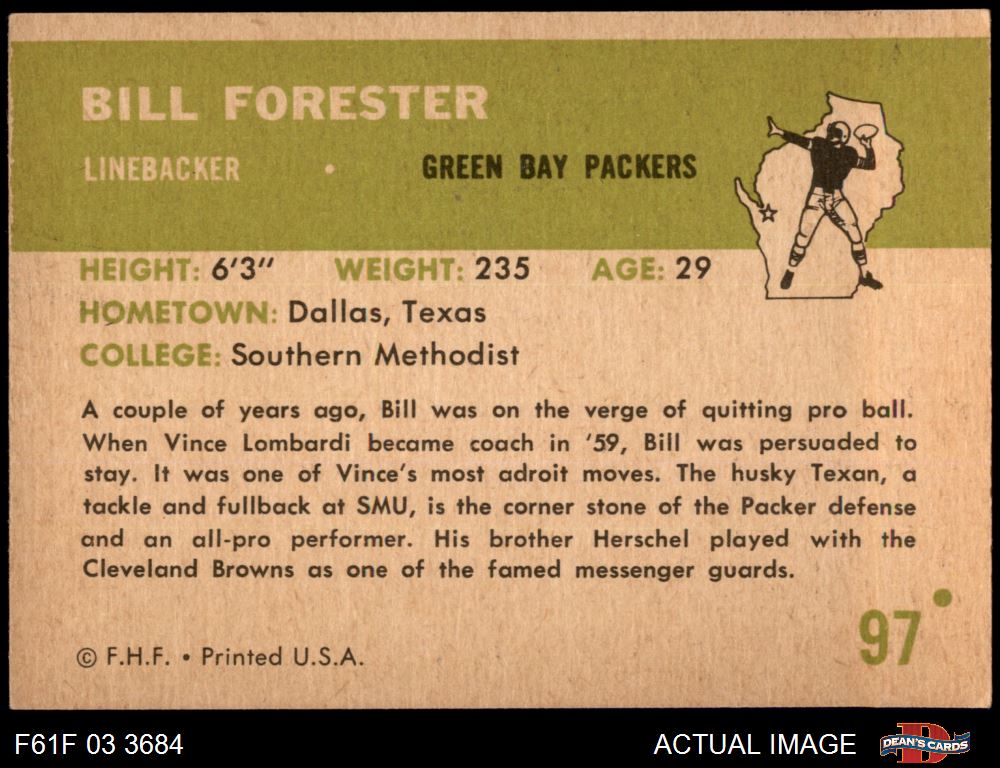 BILL FORESTER
LINEBACKER • GREEN BAY PACKERS
HEIGHT: 6'3" WEIGHT: 235 AGE: 29
HOMETOWN: Dallas, Texas
COLLEGE: Southern Methodist
A couple of years ago, Bill was on the verge of quitting pro ball.
When Vince Lombardi became coach in '59, Bill was persuaded to
stay. It was one of Vince's most adroit moves. The husky Texan, a
tackle and fullback at SMU, is the corner stone of the Packer defense
and an all-pro performer. His brother Herschel played with the
Cleveland Browns as one of the famed messenger guards.
97
© F.H.F. • Printed U.S.A.
F61F 03 3684 ACTUAL IMAGE DEAN'S CARDS